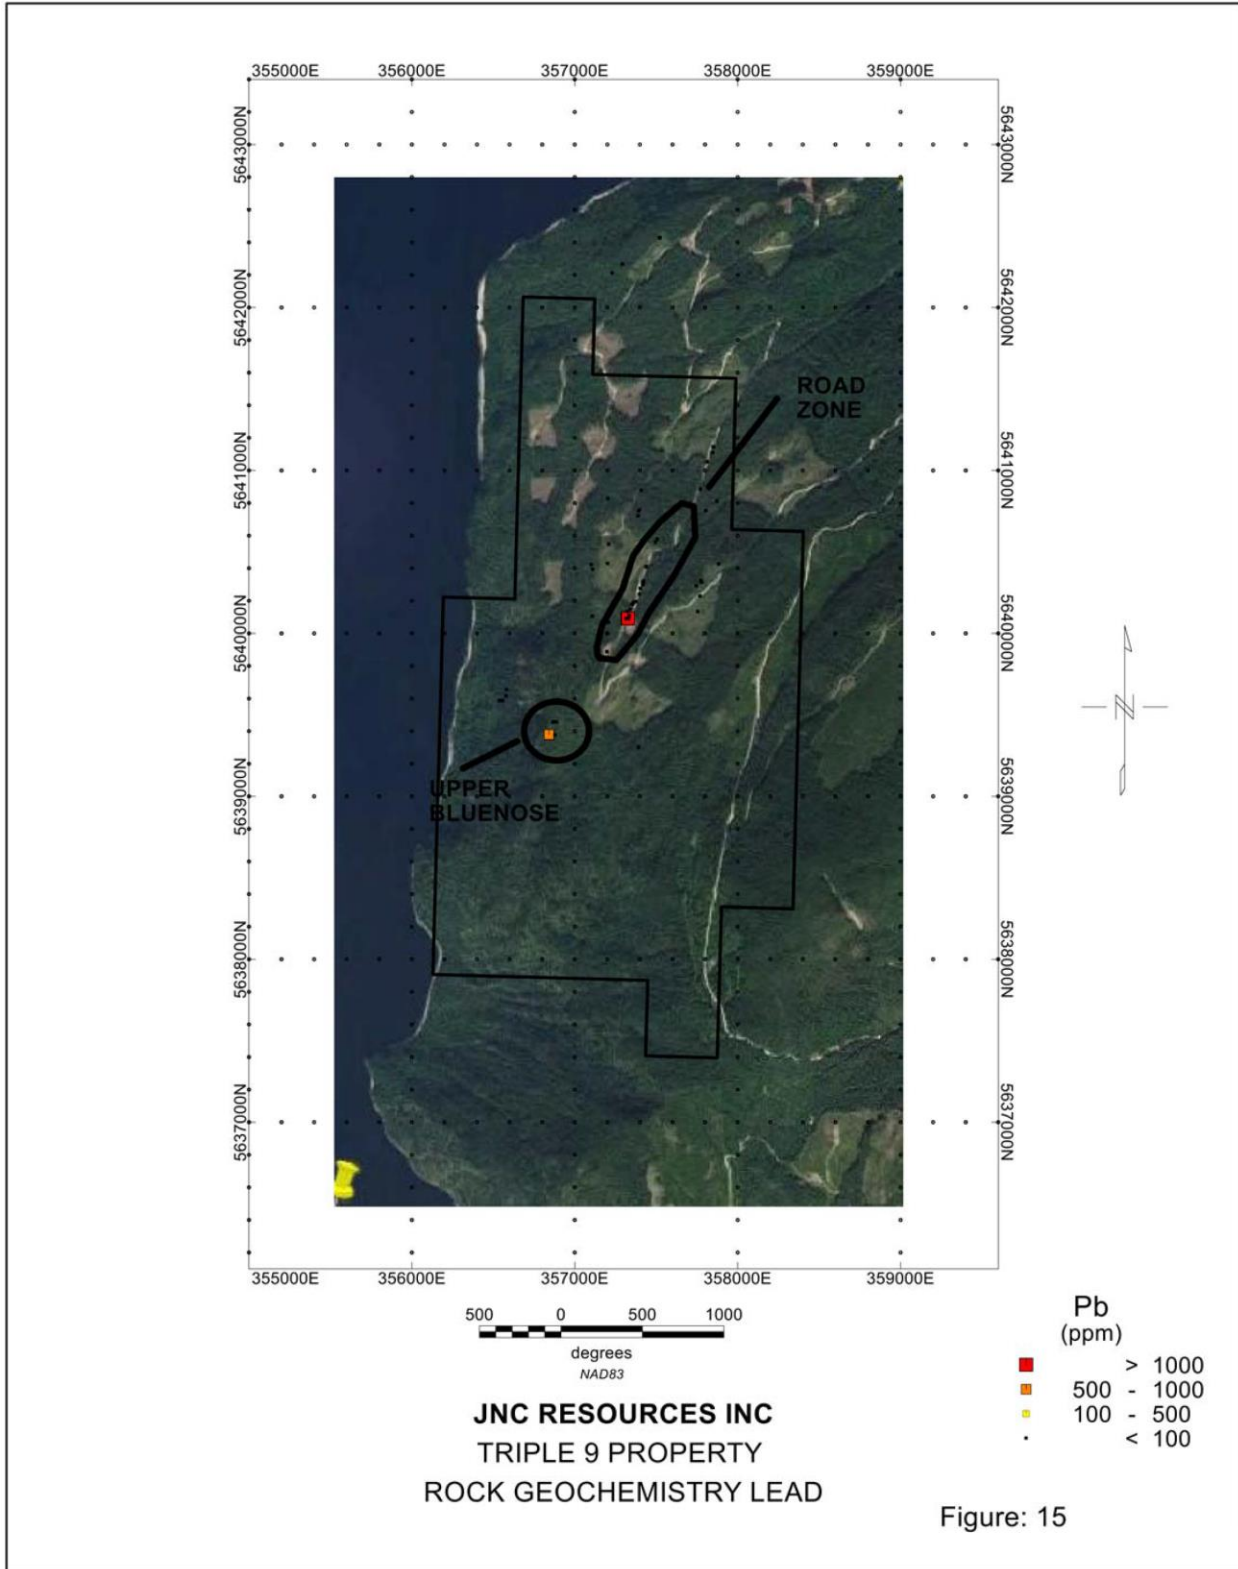 355000E 356000E 357000E 358000E 359000E
5643000N 5643000N
5642000N 5642000N
ROAD
ZONE
5641000N 5641000N
5640000N 5640000N
N
UPPER
BLUENOSE
5639000N 5639000N
5638000N 5638000N
5637000N 5637000N
355000E 356000E 357000E 358000E 359000E
500 0 500 1000
degrees
NAD83
JNC RESOURCES INC
TRIPLE 9 PROPERTY
ROCK GEOCHEMISTRY LEAD
Pb
(ppm)
> 1000
500 - 1000
100 - 500
< 100
Figure: 15